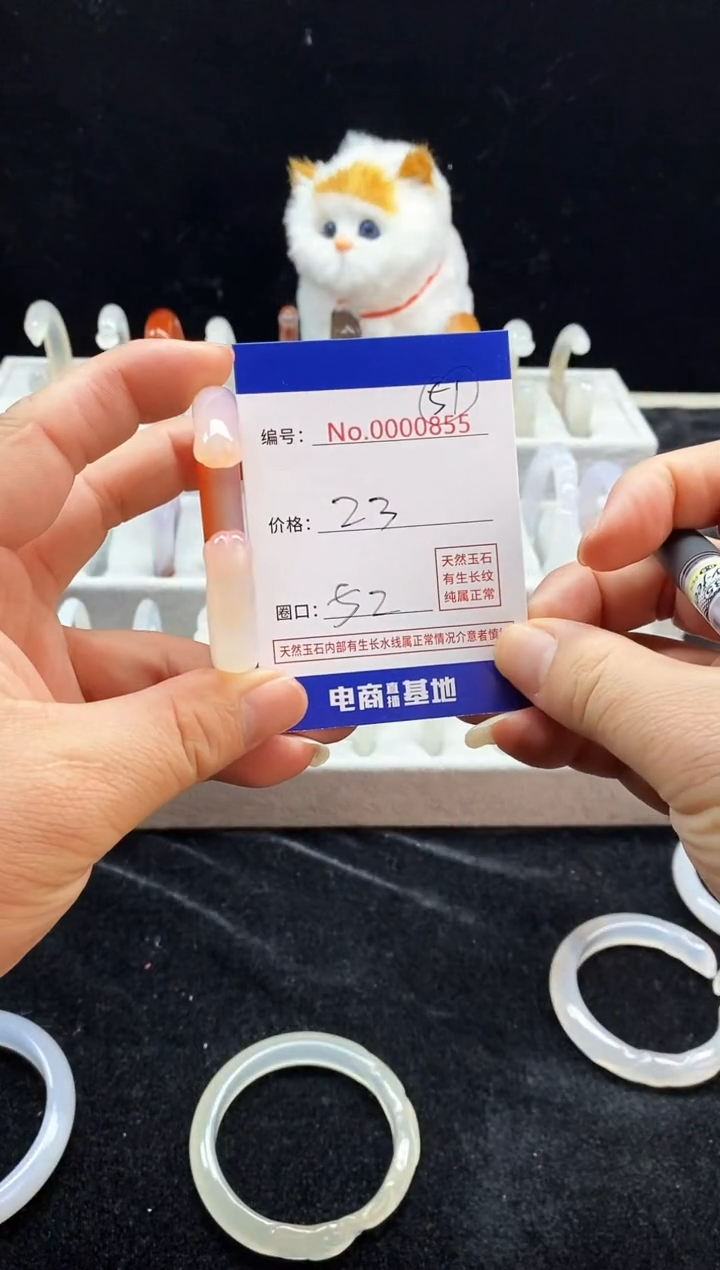 51
编号： No.0000855
价格： 23
天然玉石
有生长纹
纯属正常
圈口： 52
天然玉石内部有生长水线属正常情况介意者慎
电商直播基地